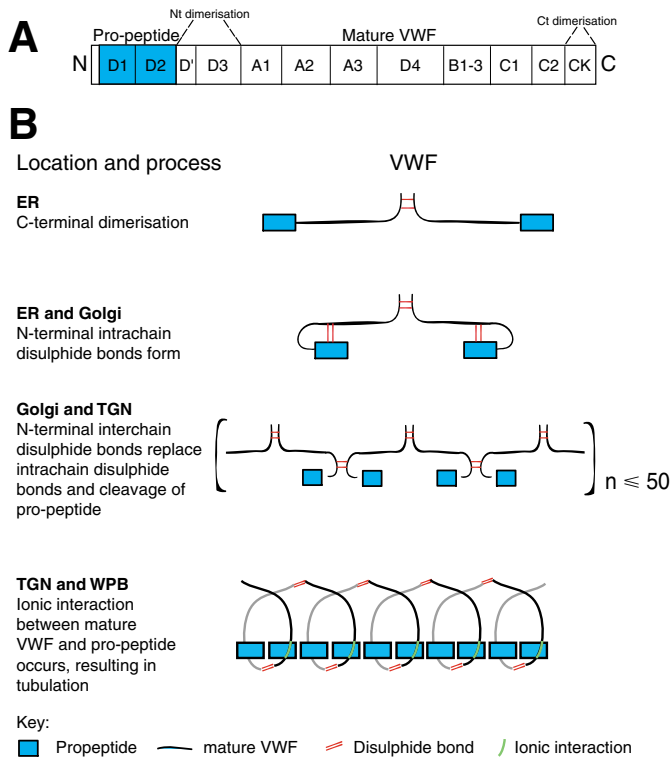 A
Pro-peptide
Nt dimerisation
Mature VWF
Ct dimerisation
N D1 D2 D' D3 A1 A2 A3 D4 B1-3 C1 C2 CK C
B
Location and process VWF
ER
C-terminal dimerisation
ER and Golgi
N-terminal intrachain
disulphide bonds form
Golgi and TGN
N-terminal interchain
disulphide bonds replace
intrachain disulphide
bonds and cleavage of
pro-peptide
n ⩽ 50
TGN and WPB
Ionic interaction
between mature
VWF and pro-peptide
occurs, resulting in
tubulation
Key:
Propeptide mature VWF Disulphide bond Ionic interaction